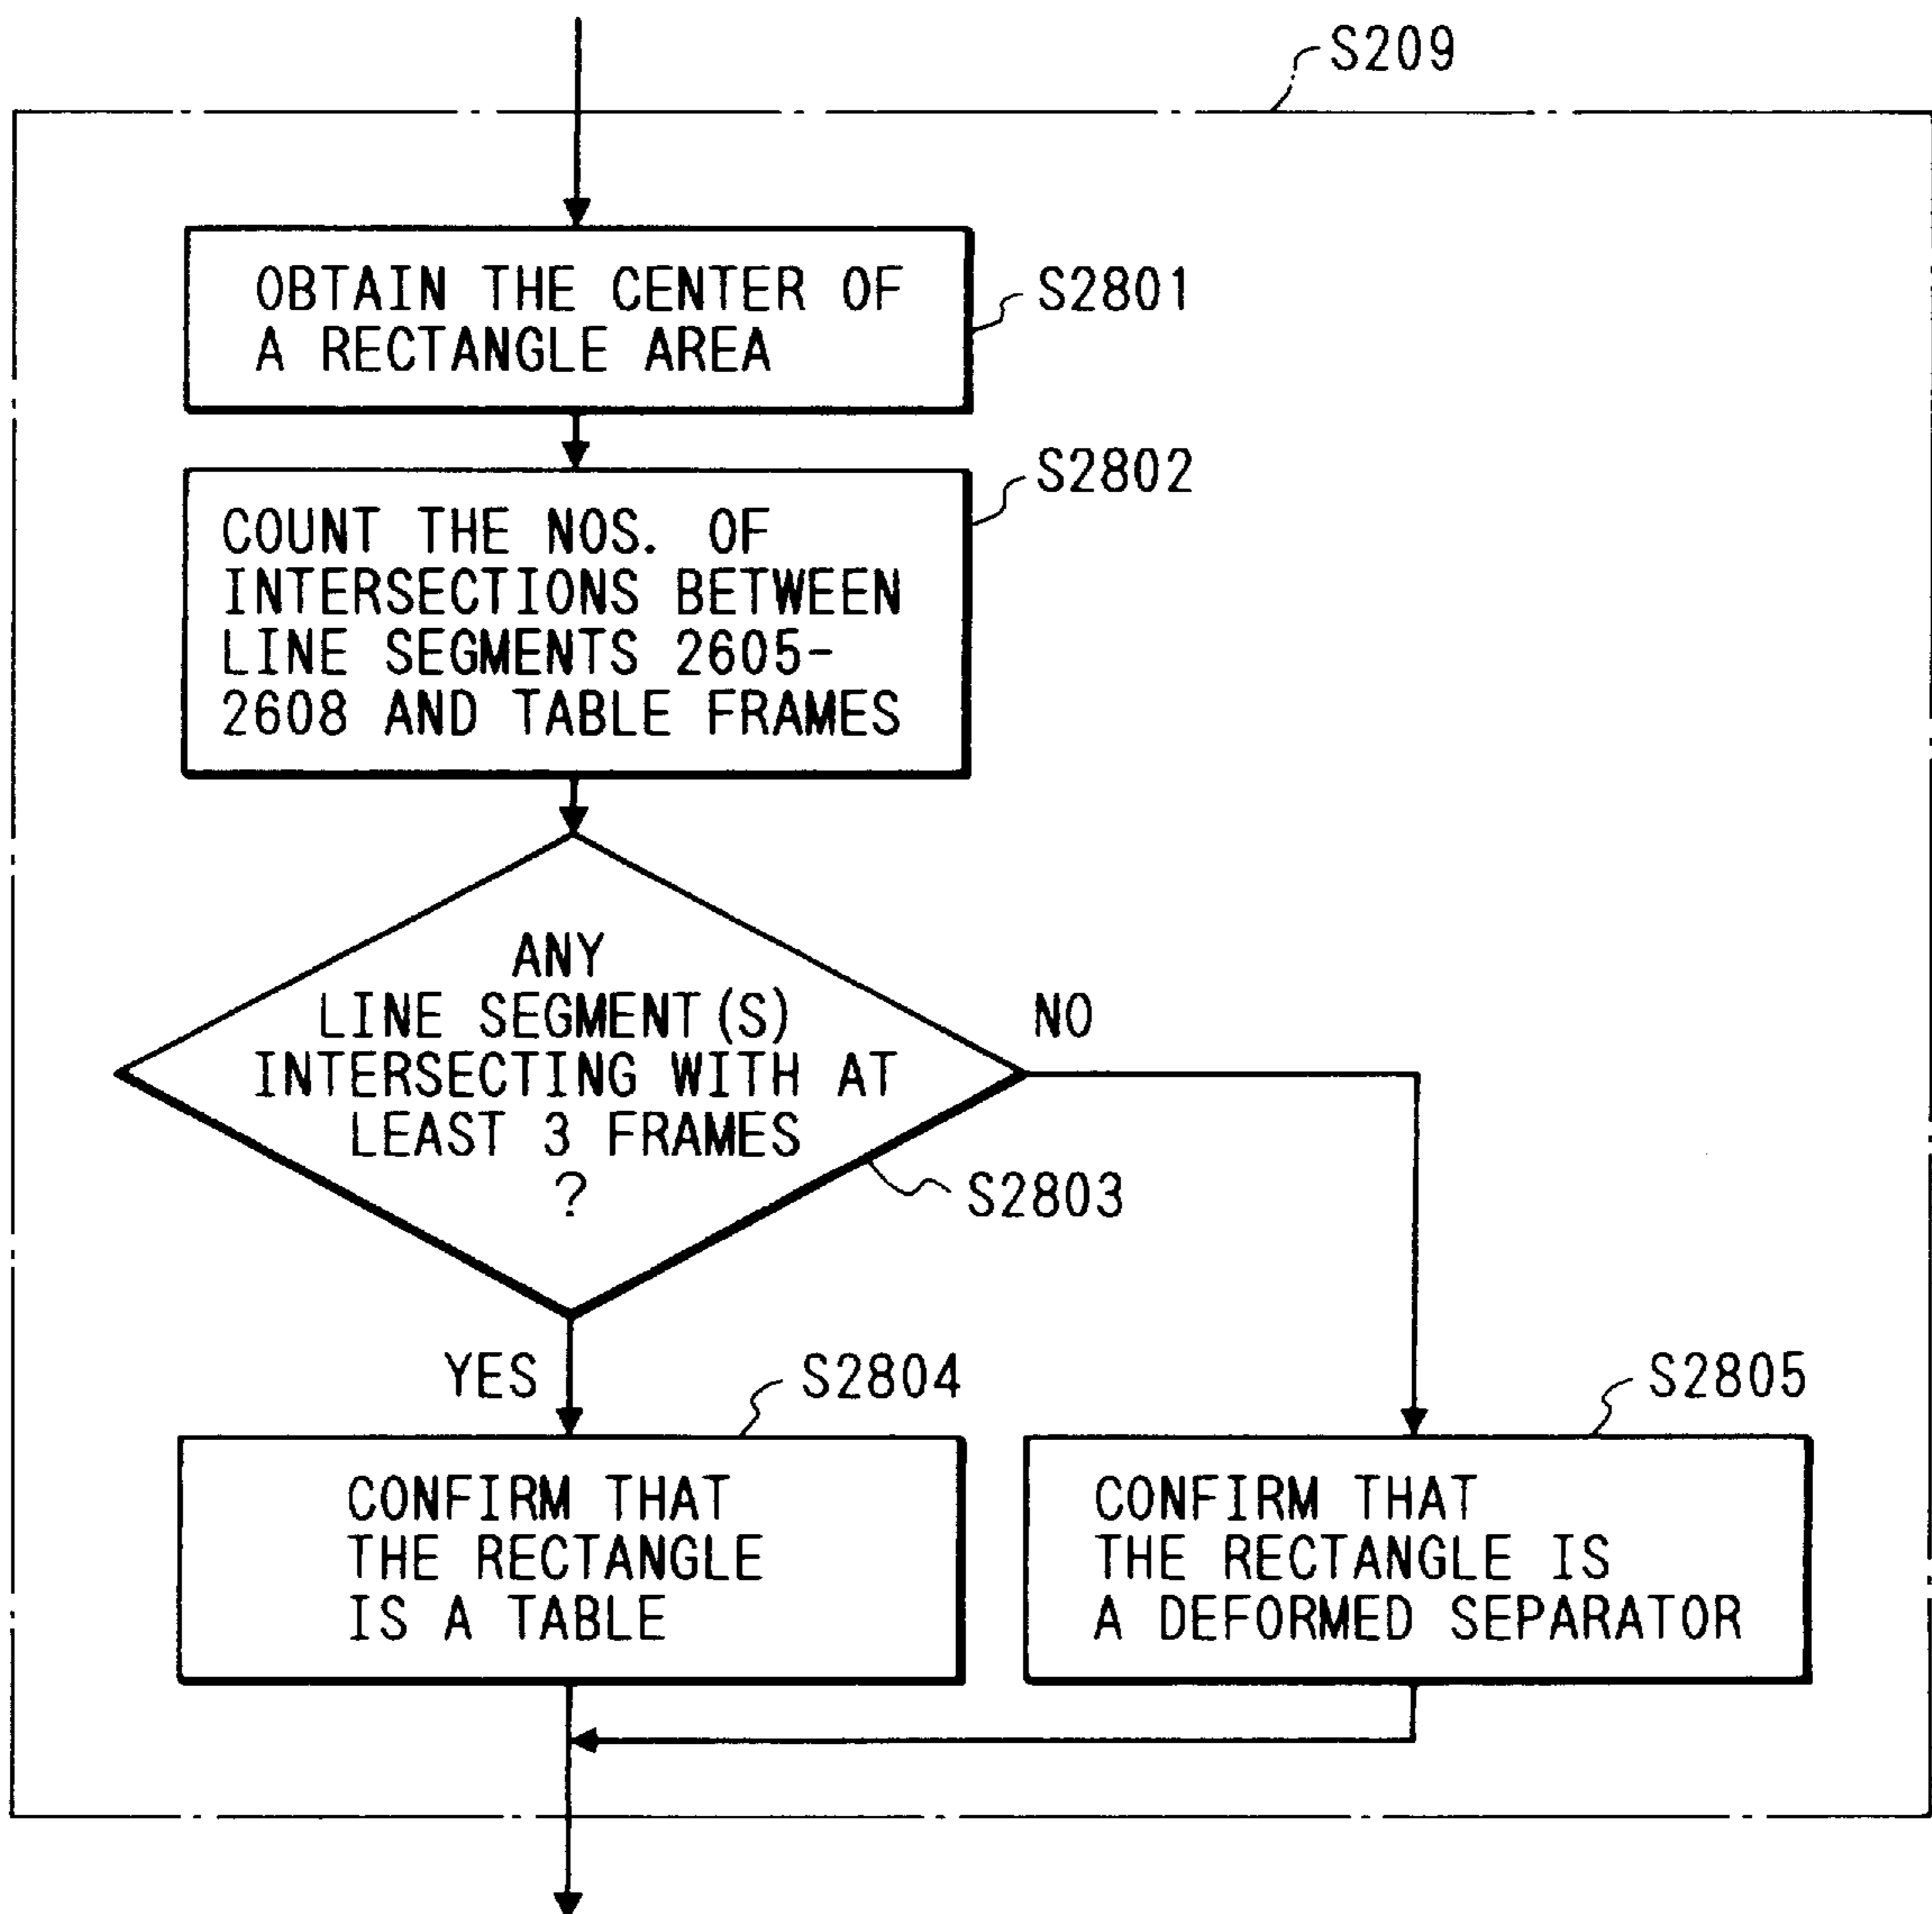 S209
OBTAIN THE CENTER OF
A RECTANGLE AREA
S2801
COUNT THE NOS. OF
INTERSECTIONS BETWEEN
LINE SEGMENTS 2605-
2608 AND TABLE FRAMES
S2802
ANY
LINE SEGMENT(S)
INTERSECTING WITH AT
LEAST 3 FRAMES
?
S2803
NO
YES
S2804
CONFIRM THAT
THE RECTANGLE
IS A TABLE
S2805
CONFIRM THAT
THE RECTANGLE IS
A DEFORMED SEPARATOR